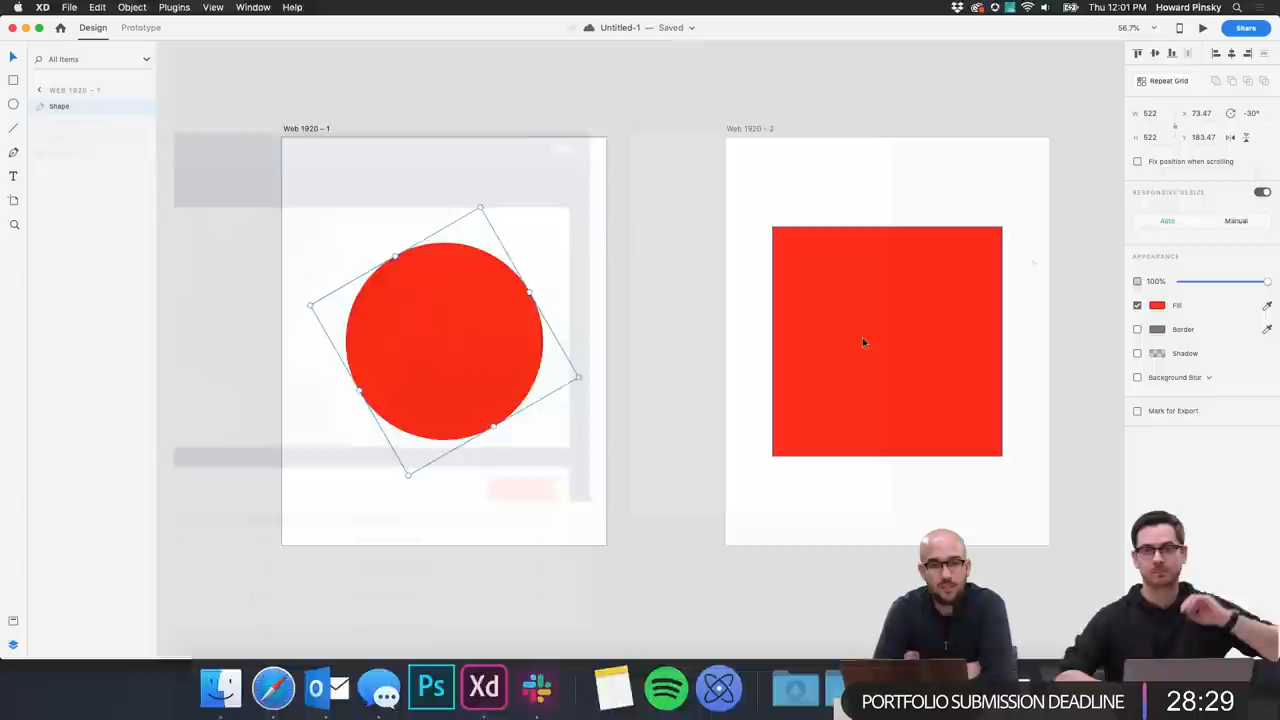 XD File Edit Object Plugins View Window Help
Thu 12:01 PM Howard Pinsky
Design Prototype
Untitled-1 — Saved
56.7%
Share
All Items
WEB 1920 – 1
Shape
Web 1920 – 1
Web 1920 – 2
Repeat Grid
W 522 X 73.47 -30°
H 522 Y 183.47
Fix position when scrolling
RESPONSIVE RESIZE
Auto Manual
APPEARANCE
100%
Fill
Border
Shadow
Background Blur
Mark for Export
Ps
Xd
PORTFOLIO SUBMISSION DEADLINE 28:29